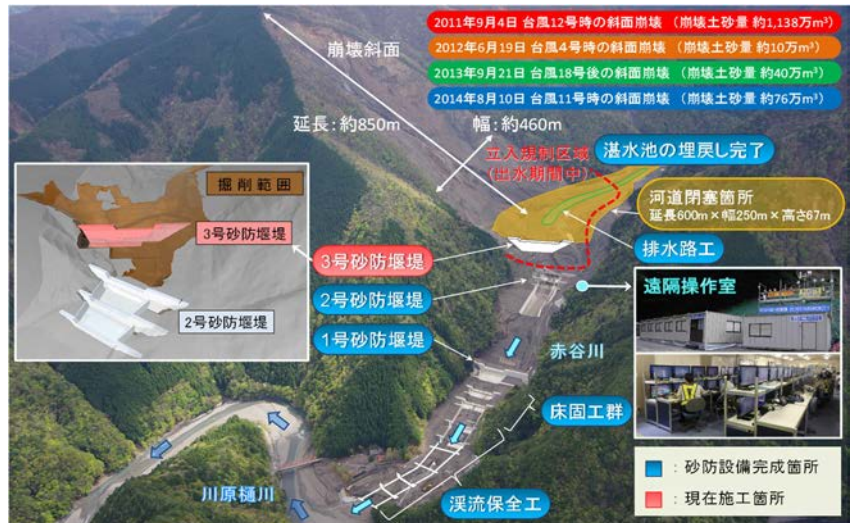 2011年9月4日 台風12号時の斜面崩壊 (崩壊土砂量 約1,138万m³)
2012年6月19日 台風4号時の斜面崩壊 (崩壊土砂量 約10万m³)
2013年9月21日 台風18号後の斜面崩壊 (崩壊土砂量 約40万m³)
2014年8月10日 台風11号時の斜面崩壊 (崩壊土砂量 約76万m³)
崩壊斜面
延長：約850m
幅：約460m
立入規制区域
(出水期間中)
湛水池の埋戻し完了
河道閉塞箇所
延長600m×幅250m×高さ67m
排水路工
掘削範囲
3号砂防堰堤
2号砂防堰堤
3号砂防堰堤
2号砂防堰堤
1号砂防堰堤
遠隔操作室
赤谷川
床固工群
渓流保全工
川原樋川
：砂防設備完成箇所
：現在施工箇所